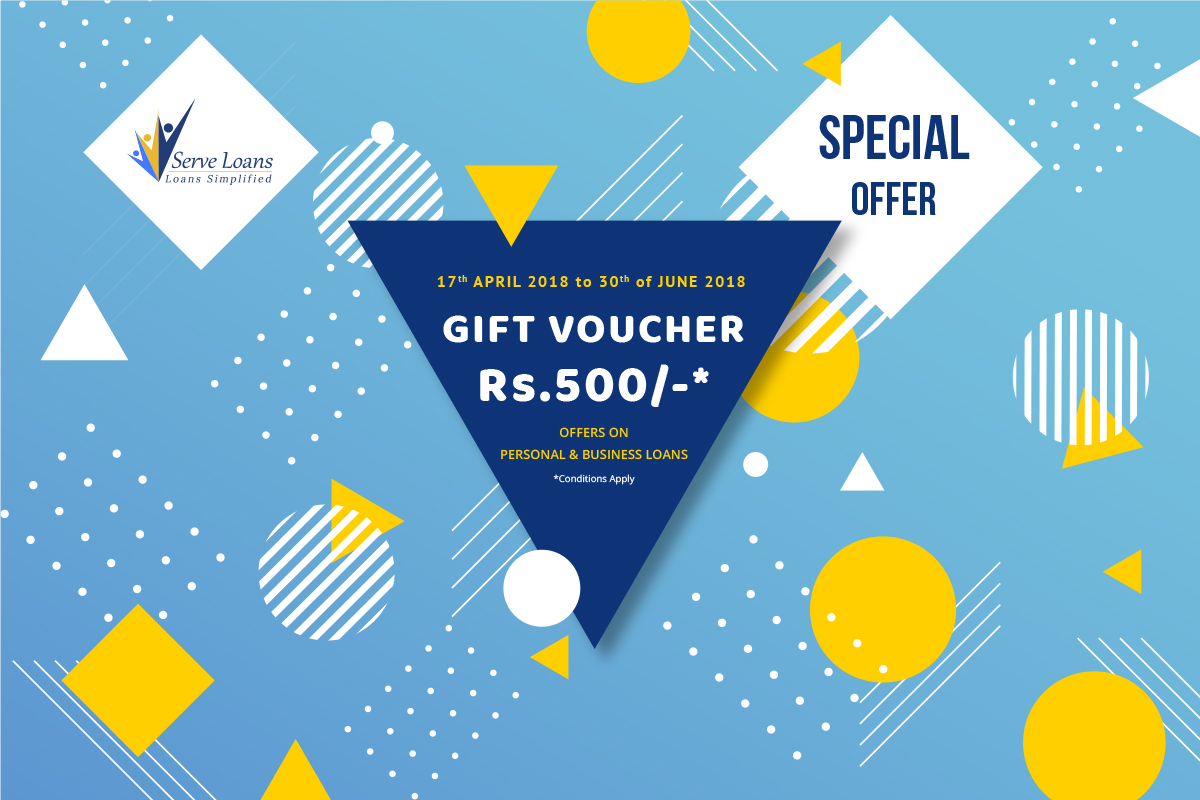 Serve Loans
Loans Simplified
SPECIAL
OFFER
17th APRIL 2018 to 30th of JUNE 2018
GIFT VOUCHER
Rs.500/-*
OFFERS ON
PERSONAL & BUSINESS LOANS
*Conditions Apply